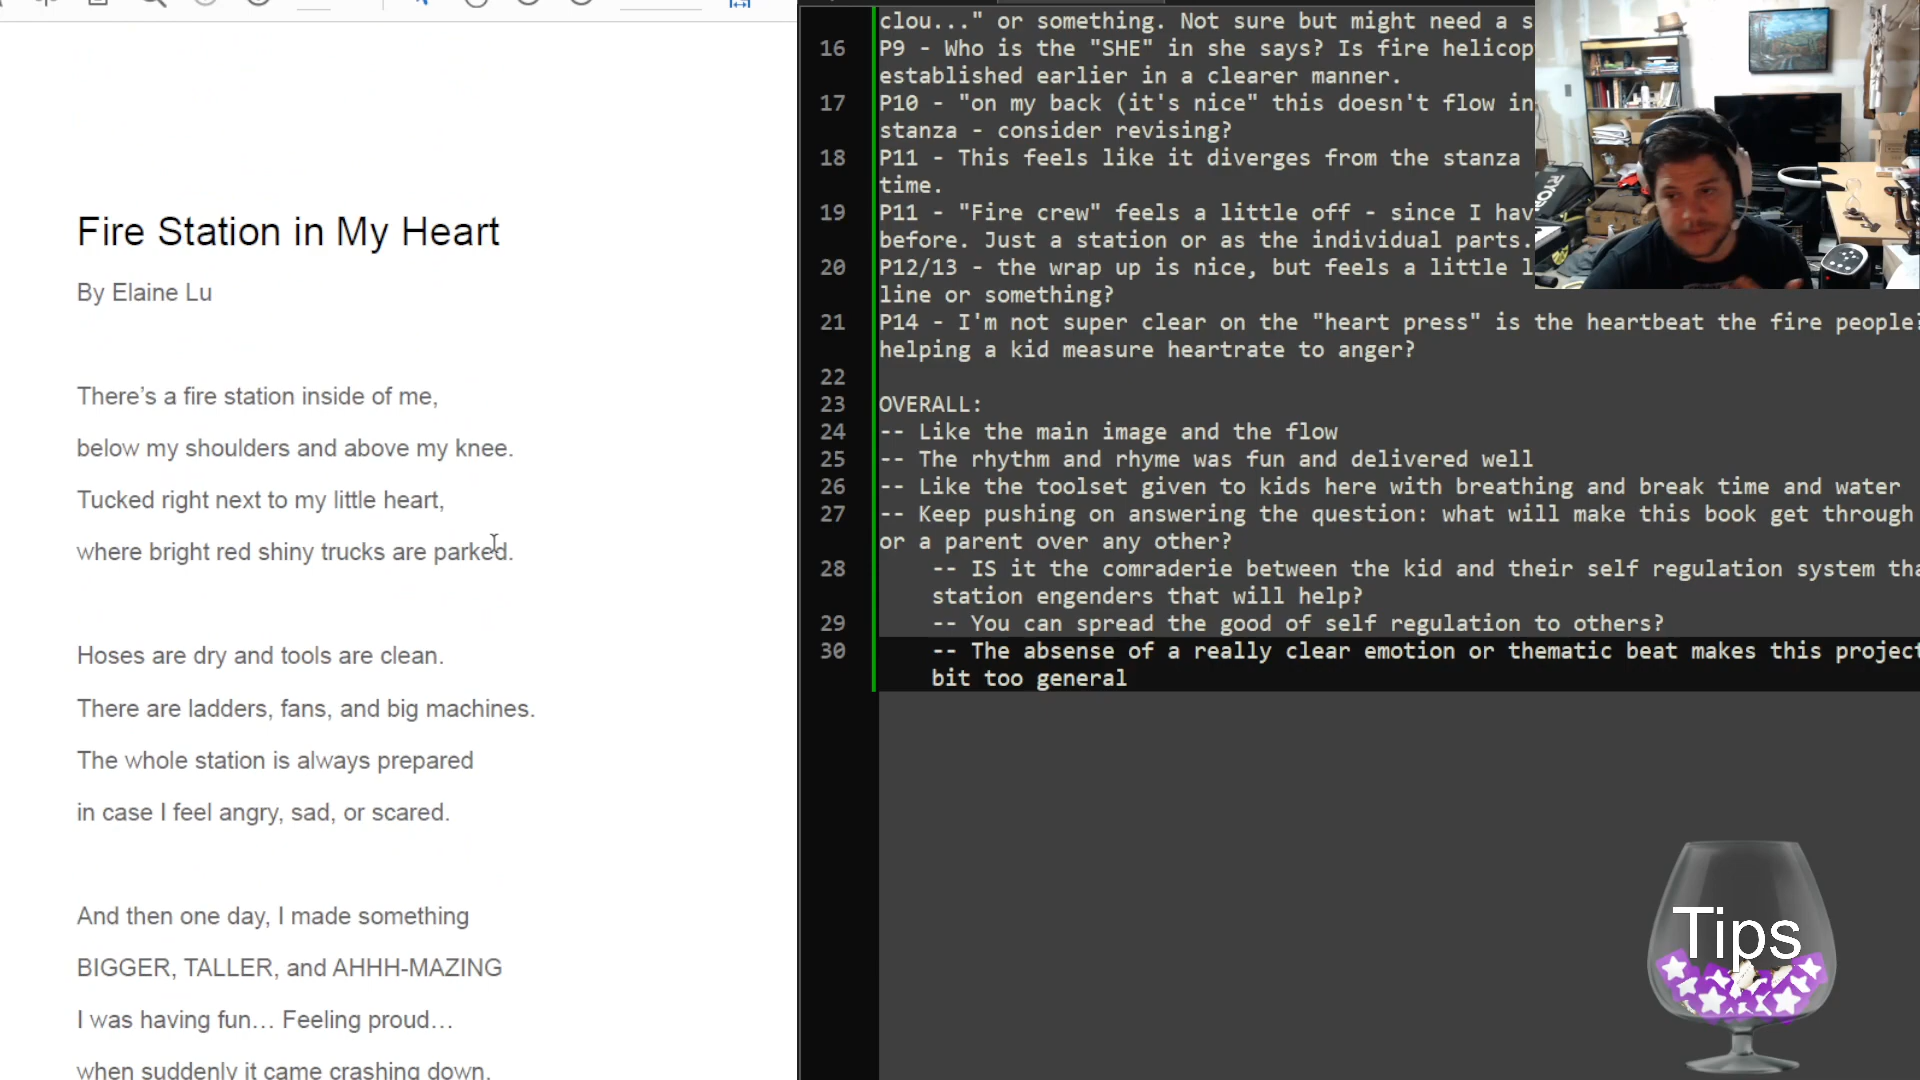 Fire Station in My Heart
By Elaine Lu
There’s a fire station inside of me,
below my shoulders and above my knee.
Tucked right next to my little heart,
where bright red shiny trucks are parked.
Hoses are dry and tools are clean.
There are ladders, fans, and big machines.
The whole station is always prepared
in case I feel angry, sad, or scared.
And then one day, I made something
BIGGER, TALLER, and AHHH-MAZING
I was having fun… Feeling proud…
when suddenly it came crashing down.
clou..." or something. Not sure but might need a s
16 P9 - Who is the "SHE" in she says? Is fire helicop
established earlier in a clearer manner.
17 P10 - "on my back (it's nice" this doesn't flow in
stanza - consider revising?
18 P11 - This feels like it diverges from the stanza
time.
19 P11 - "Fire crew" feels a little off - since I hav
before. Just a station or as the individual parts.
20 P12/13 - the wrap up is nice, but feels a little l
line or something?
21 P14 - I'm not super clear on the "heart press" is the heartbeat the fire people?
helping a kid measure heartrate to anger?
22
23 OVERALL:
24 -- Like the main image and the flow
25 -- The rhythm and rhyme was fun and delivered well
26 -- Like the toolset given to kids here with breathing and break time and water
27 -- Keep pushing on answering the question: what will make this book get through
or a parent over any other?
28 -- IS it the comraderie between the kid and their self regulation system tha
station engenders that will help?
29 -- You can spread the good of self regulation to others?
30 -- The absense of a really clear emotion or thematic beat makes this project
bit too general
RYOB
Tips